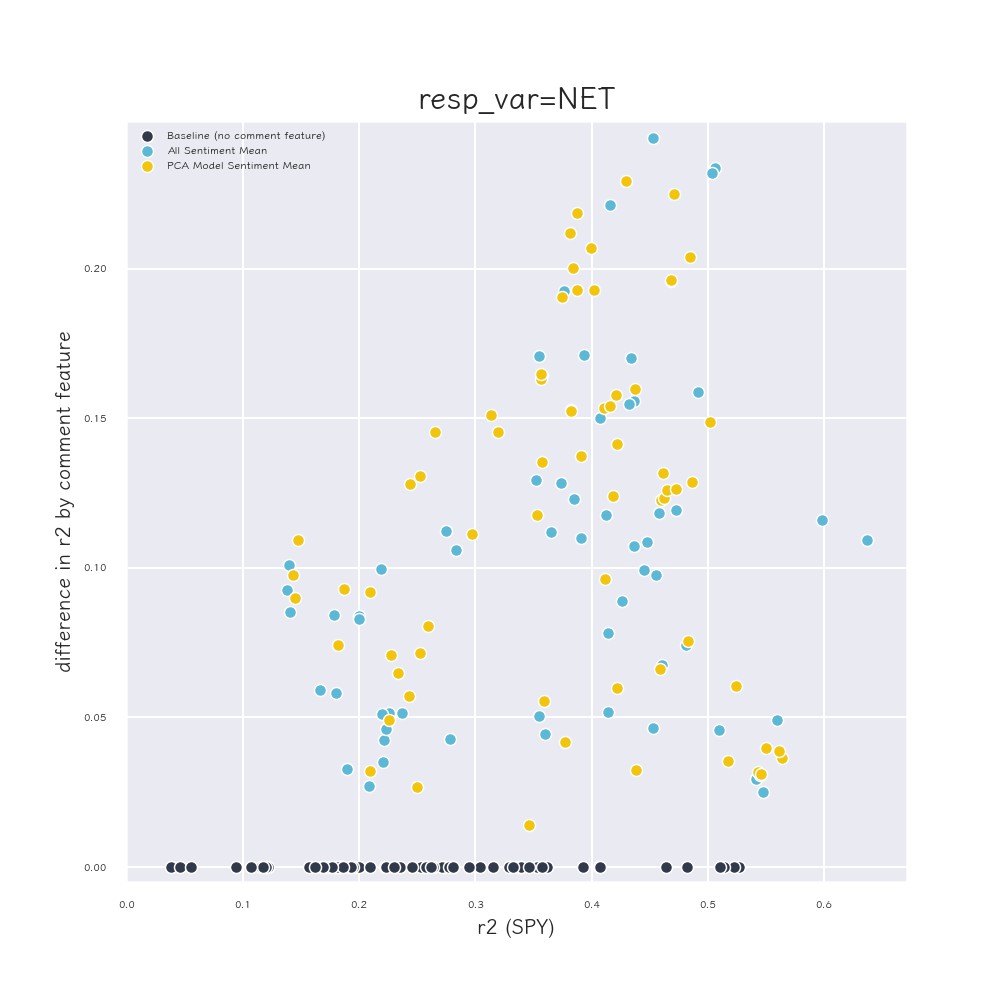 resp_var=NET
Baseline (no comment feature)
All Sentiment Mean
PCA Model Sentiment Mean
difference in r2 by comment feature
0.20
0.15
0.10
0.05
0.00
0.0 0.1 0.2 0.3 0.4 0.5 0.6
r2 (SPY)